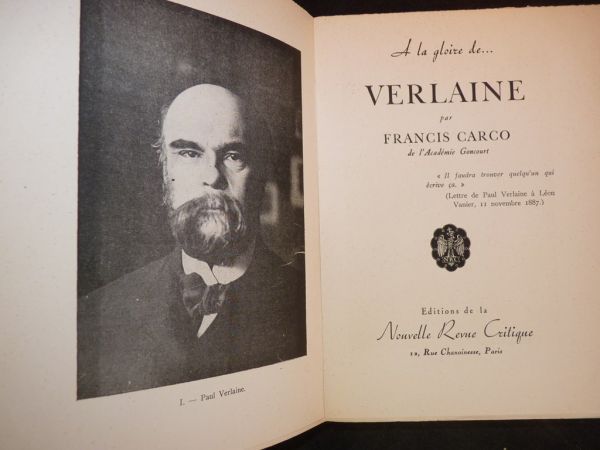 I. — Paul Verlaine.
A la gloire de...
VERLAINE
par
FRANCIS CARCO
de l'Académie Goncourt
« Il faudra trouver quelqu'un qui
écrive ça. »
(Lettre de Paul Verlaine à Léon
Vanier, 11 novembre 1887.)
Editions de la
Nouvelle Revue Critique
12, Rue Chanoinesse, Paris